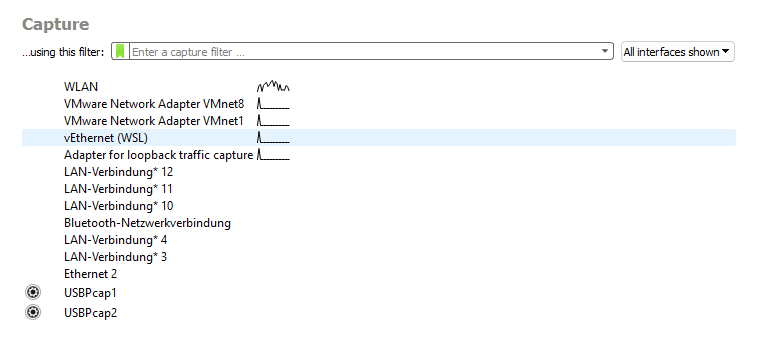 Capture
...using this filter: Enter a capture filter ... All interfaces shown
WLAN
VMware Network Adapter VMnet8
VMware Network Adapter VMnet1
vEthernet (WSL)
Adapter for loopback traffic capture
LAN-Verbindung* 12
LAN-Verbindung* 11
LAN-Verbindung* 10
Bluetooth-Netzwerkverbindung
LAN-Verbindung* 4
LAN-Verbindung* 3
Ethernet 2
USBPcap1
USBPcap2